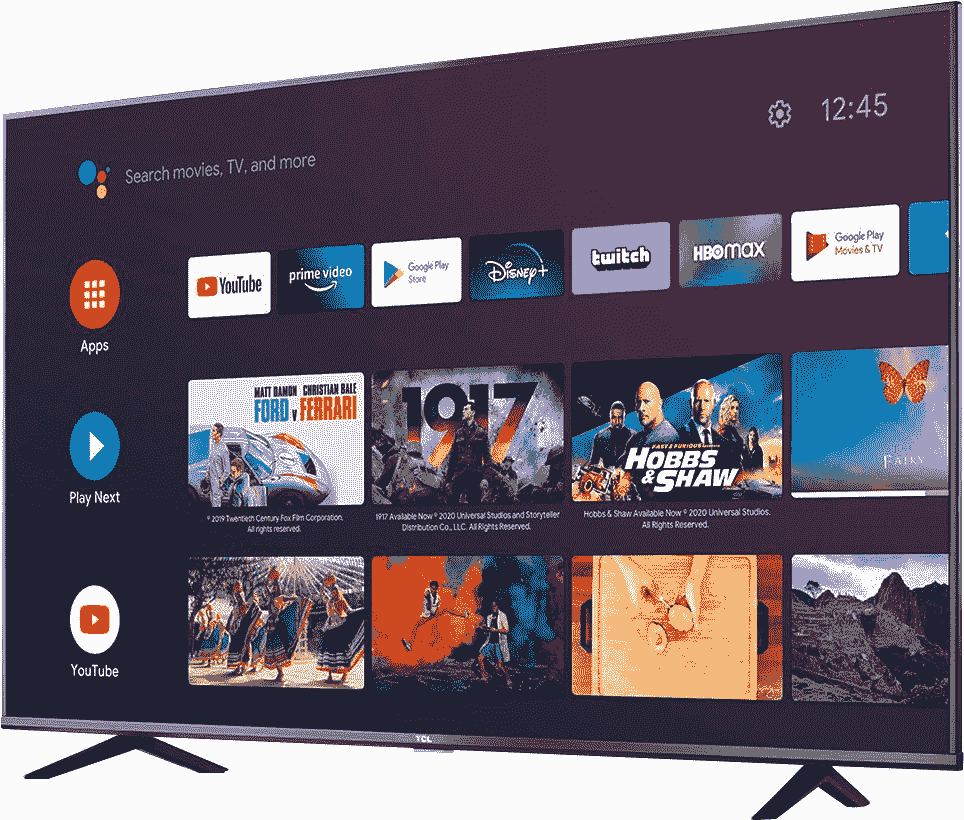 12:45
Search movies, TV, and more
YouTube
prime video
Google Play
Store
Disney+
twitch
HBOMAX
Google Play
Movies & TV
Apps
MATT DAMON CHRISTIAN BALE
FORD v FERRARI
1917
FAST & FURIOUS
HOBBS
& SHAW
FAIRY
Play Next
© 2019 Twentieth Century Fox Film Corporation.
All rights reserved.
1917 Available Now © 2020 Universal Studios and Storyteller
Distribution Co., LLC. All Rights Reserved.
Hobbs & Shaw Available Now © 2020 Universal Studios.
All Rights Reserved.
YouTube
TCL